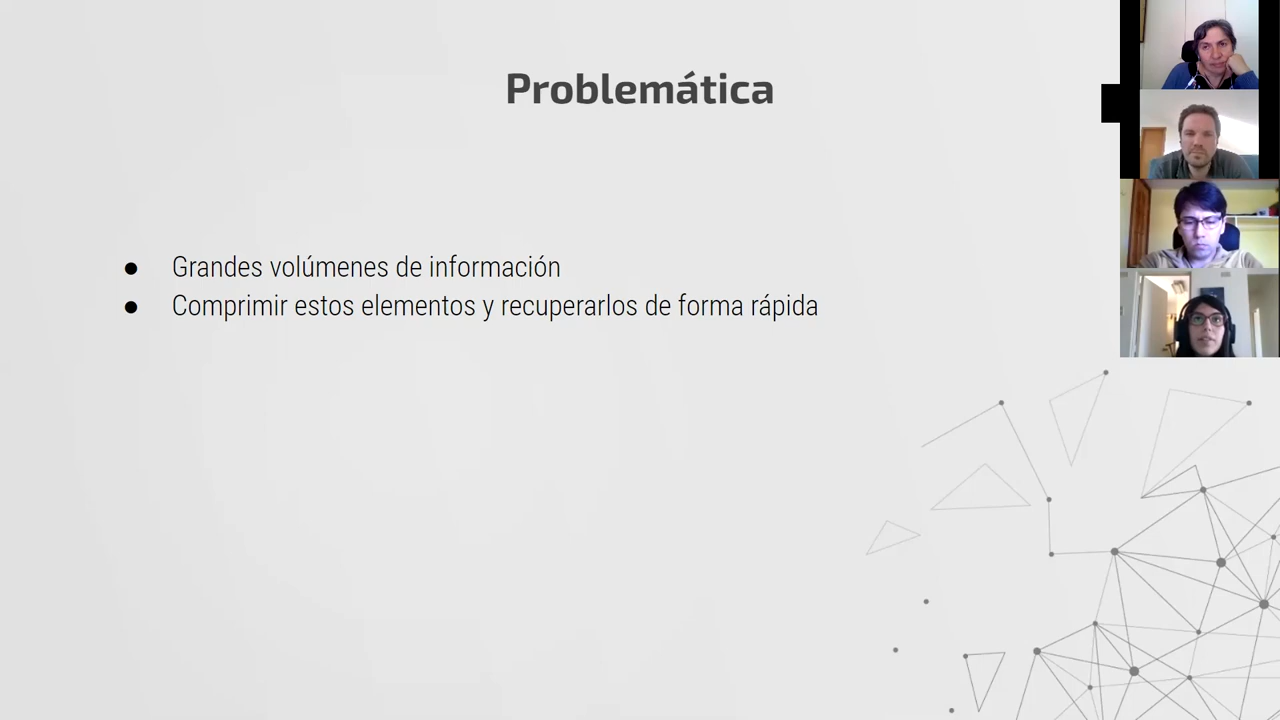 Problemática
● Grandes volúmenes de información
● Comprimir estos elementos y recuperarlos de forma rápida